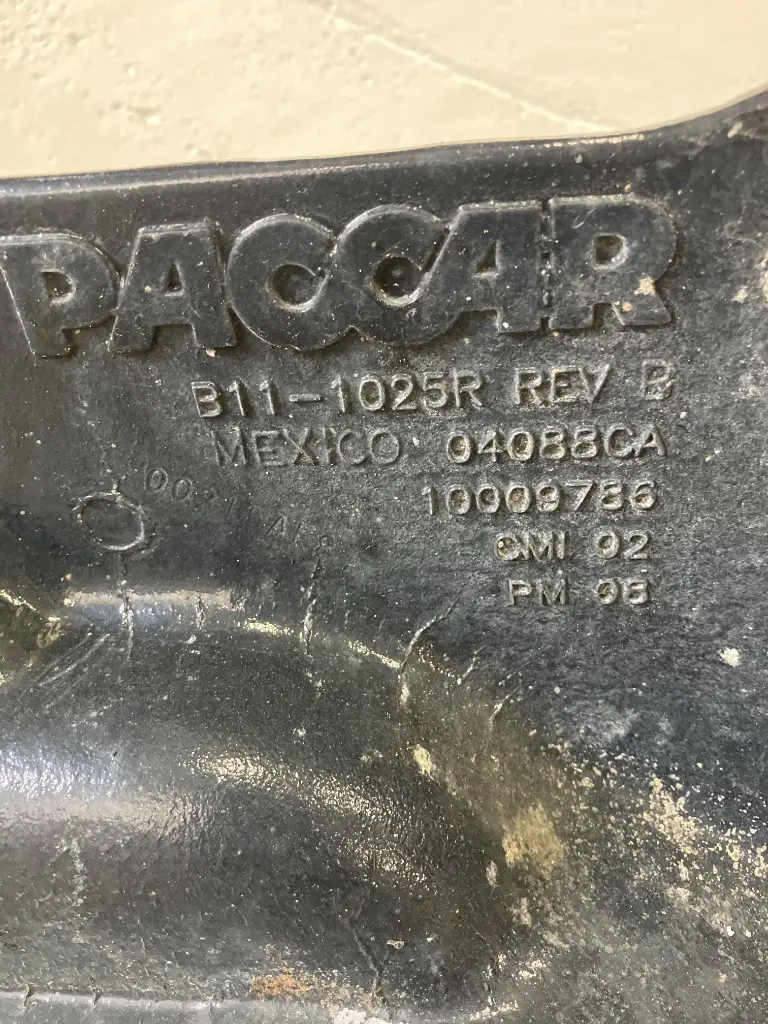 PACCAR
B11-1025R REV B
MEXICO 04088CA
10009786
CMI 02
PM 08